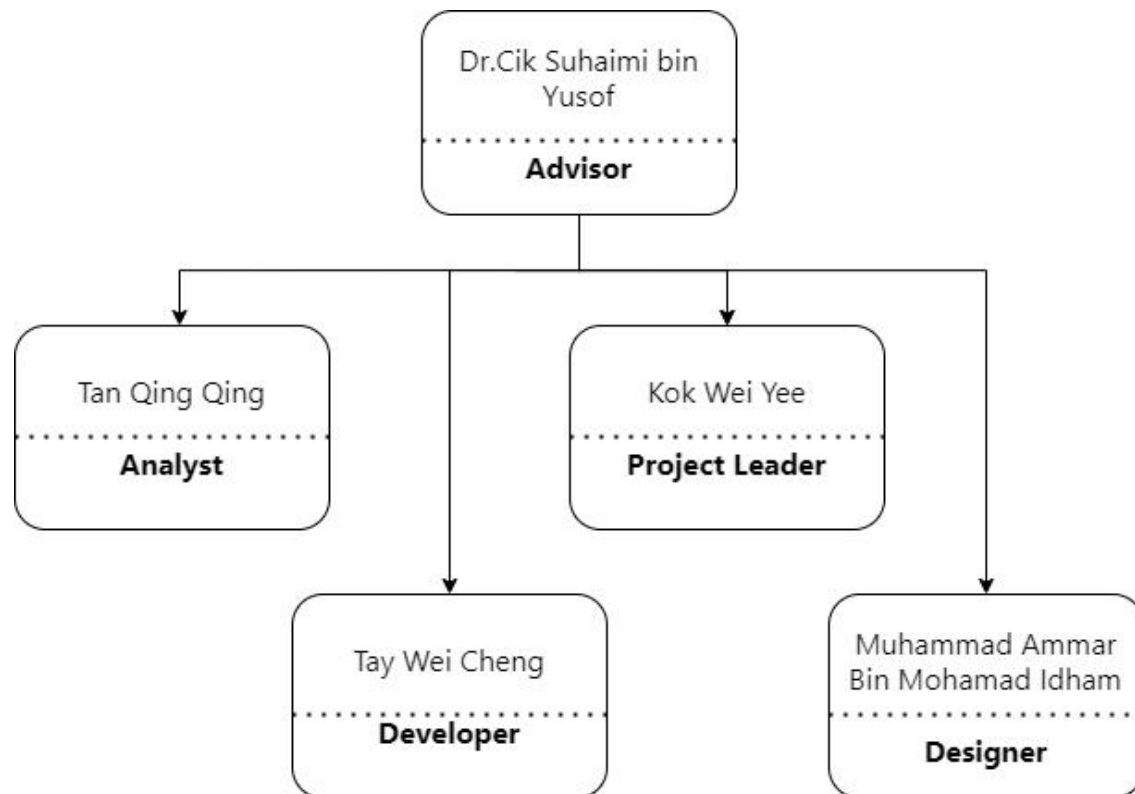 Dr.Cik Suhaimi bin
Yusof
Advisor
Tan Qing Qing
Analyst
Kok Wei Yee
Project Leader
Tay Wei Cheng
Developer
Muhammad Ammar
Bin Mohamad Idham
Designer